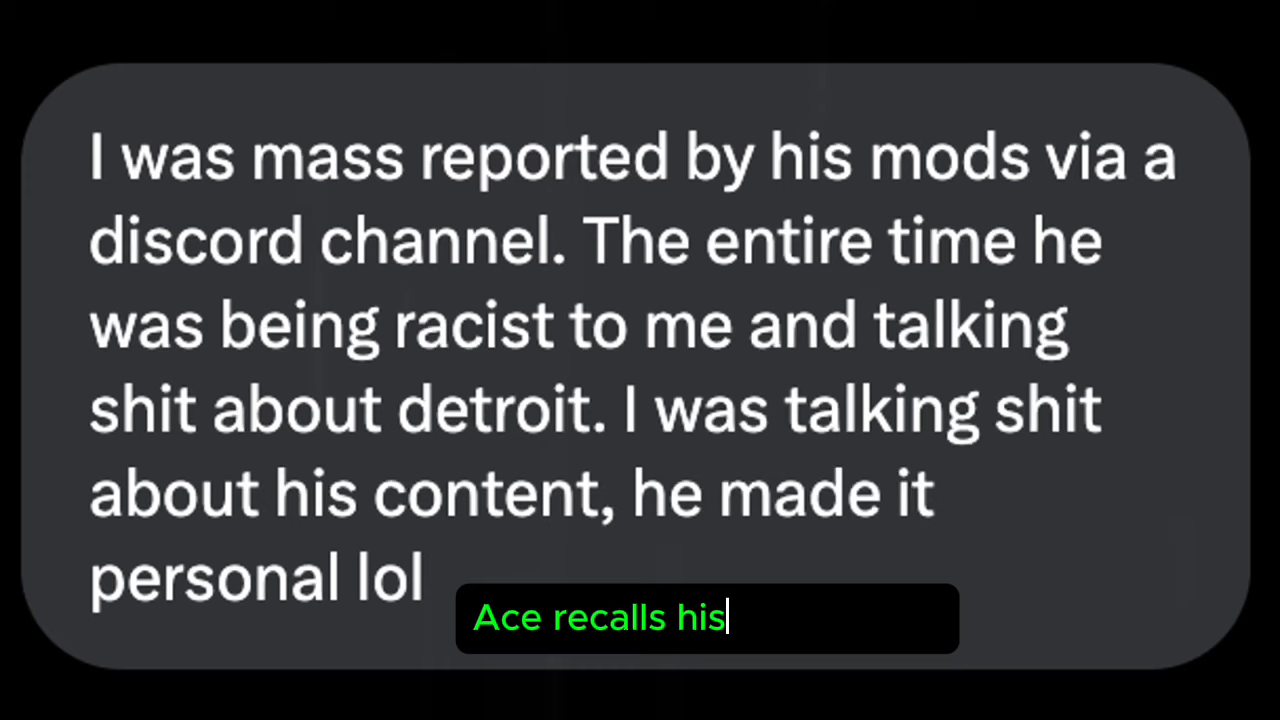 I was mass reported by his mods via a
discord channel. The entire time he
was being racist to me and talking
shit about detroit. I was talking shit
about his content, he made it
personal lol
Ace recalls his